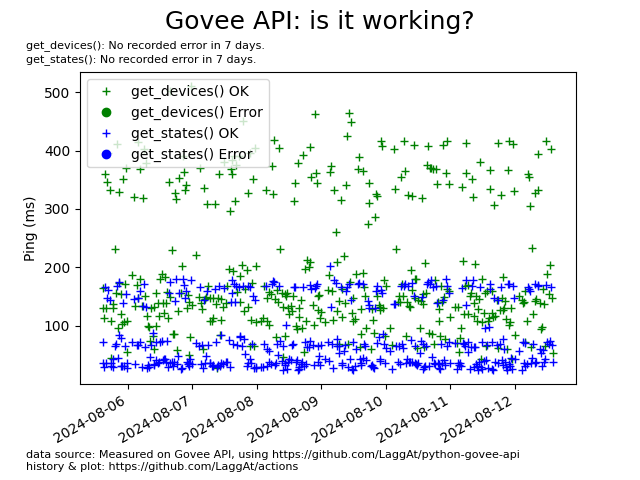 Govee API: is it working?
get_devices(): No recorded error in 7 days.
get_states(): No recorded error in 7 days.
get_devices() OK
get_devices() Error
get_states() OK
get_states() Error
Ping (ms)
500
400
300
200
100
2024-08-06
2024-08-07
2024-08-08
2024-08-09
2024-08-10
2024-08-11
2024-08-12
data source: Measured on Govee API, using https://github.com/LaggAt/python-govee-api
history & plot: https://github.com/LaggAt/actions